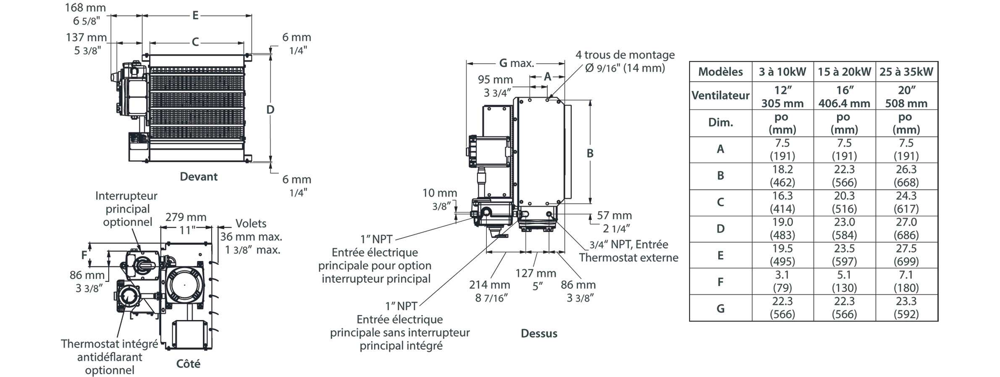 168 mm
6 5/8"
E
137 mm
5 3/8"
C
6 mm
1/4"
D
Devant
6 mm
1/4"
Interrupteur
principal
optionnel
279 mm
11"
Volets
36 mm max.
1 3/8” max.
F
86 mm
3 3/8”
Thermostat intégré
antidéflarant
optionnel
Côté
4 trous de montage
Ø 9/16" (14 mm)
G max.
A
95 mm
3 3/4”
B
10 mm
3/8”
57 mm
2 1/4”
1” NPT
Entrée électrique
principale pour option
interrupteur principal
3/4“ NPT, Entrée
Thermostat externe
127 mm
5”
214 mm
8 7/16”
86 mm
3 3/8”
1” NPT
Entrée électrique
principale sans interrupteur
principal intégré
Dessus
Modèles 3 à 10kW 15 à 20kW 25 à 35kW
Ventilateur 12” 16” 20”
305 mm 406.4 mm 508 mm
Dim. po po po
(mm) (mm) (mm)
A 7.5 7.5 7.5
(191) (191) (191)
B 18.2 22.3 26.3
(462) (566) (668)
C 16.3 20.3 24.3
(414) (516) (617)
D 19.0 23.0 27.0
(483) (584) (686)
E 19.5 23.5 27.5
(495) (597) (699)
F 3.1 5.1 7.1
(79) (130) (180)
G 22.3 22.3 23.3
(566) (566) (592)